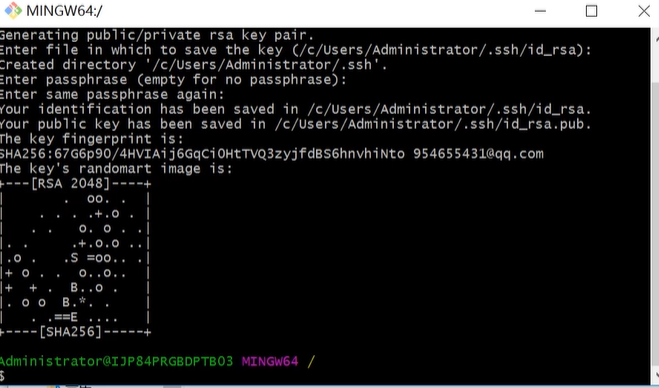 MINGW64:/
Generating public/private rsa key pair.
Enter file in which to save the key (/c/Users/Administrator/.ssh/id_rsa):
Created directory '/c/Users/Administrator/.ssh'.
Enter passphrase (empty for no passphrase):
Enter same passphrase again:
Your identification has been saved in /c/Users/Administrator/.ssh/id_rsa.
Your public key has been saved in /c/Users/Administrator/.ssh/id_rsa.pub.
The key fingerprint is:
SHA256:67G6p90/4HVIAij6GqCi0HtTVQ3zyjfdBS6hnvhiNto 954655431@qq.com
The key's randomart image is:
+---[RSA 2048]----+
|       .  oo. .  |
|    . . . .+.o . |
|   . .   o. o . .|
|. .     .+.o.o ..|
|.o .   .S =oo.. .|
|+ o . .  o..o..  |
|+  + .  B..o .   |
|. o o  B.*. .    |
|   . .==E ....   |
+----[SHA256]-----+
Administrator@IJP84PRGBDPTBO3 MINGW64 /
$